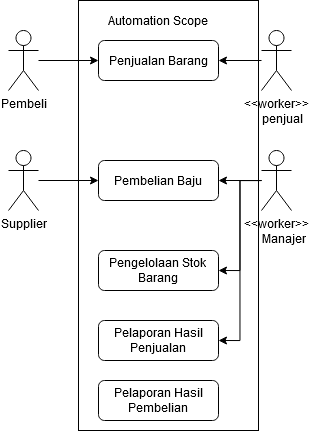 Automation Scope
Penjualan Barang
Pembeli
<<worker>>
penjual
Pembelian Baju
Supplier
<<worker>>
Manajer
Pengelolaan Stok
Barang
Pelaporan Hasil
Penjualan
Pelaporan Hasil
Pembelian